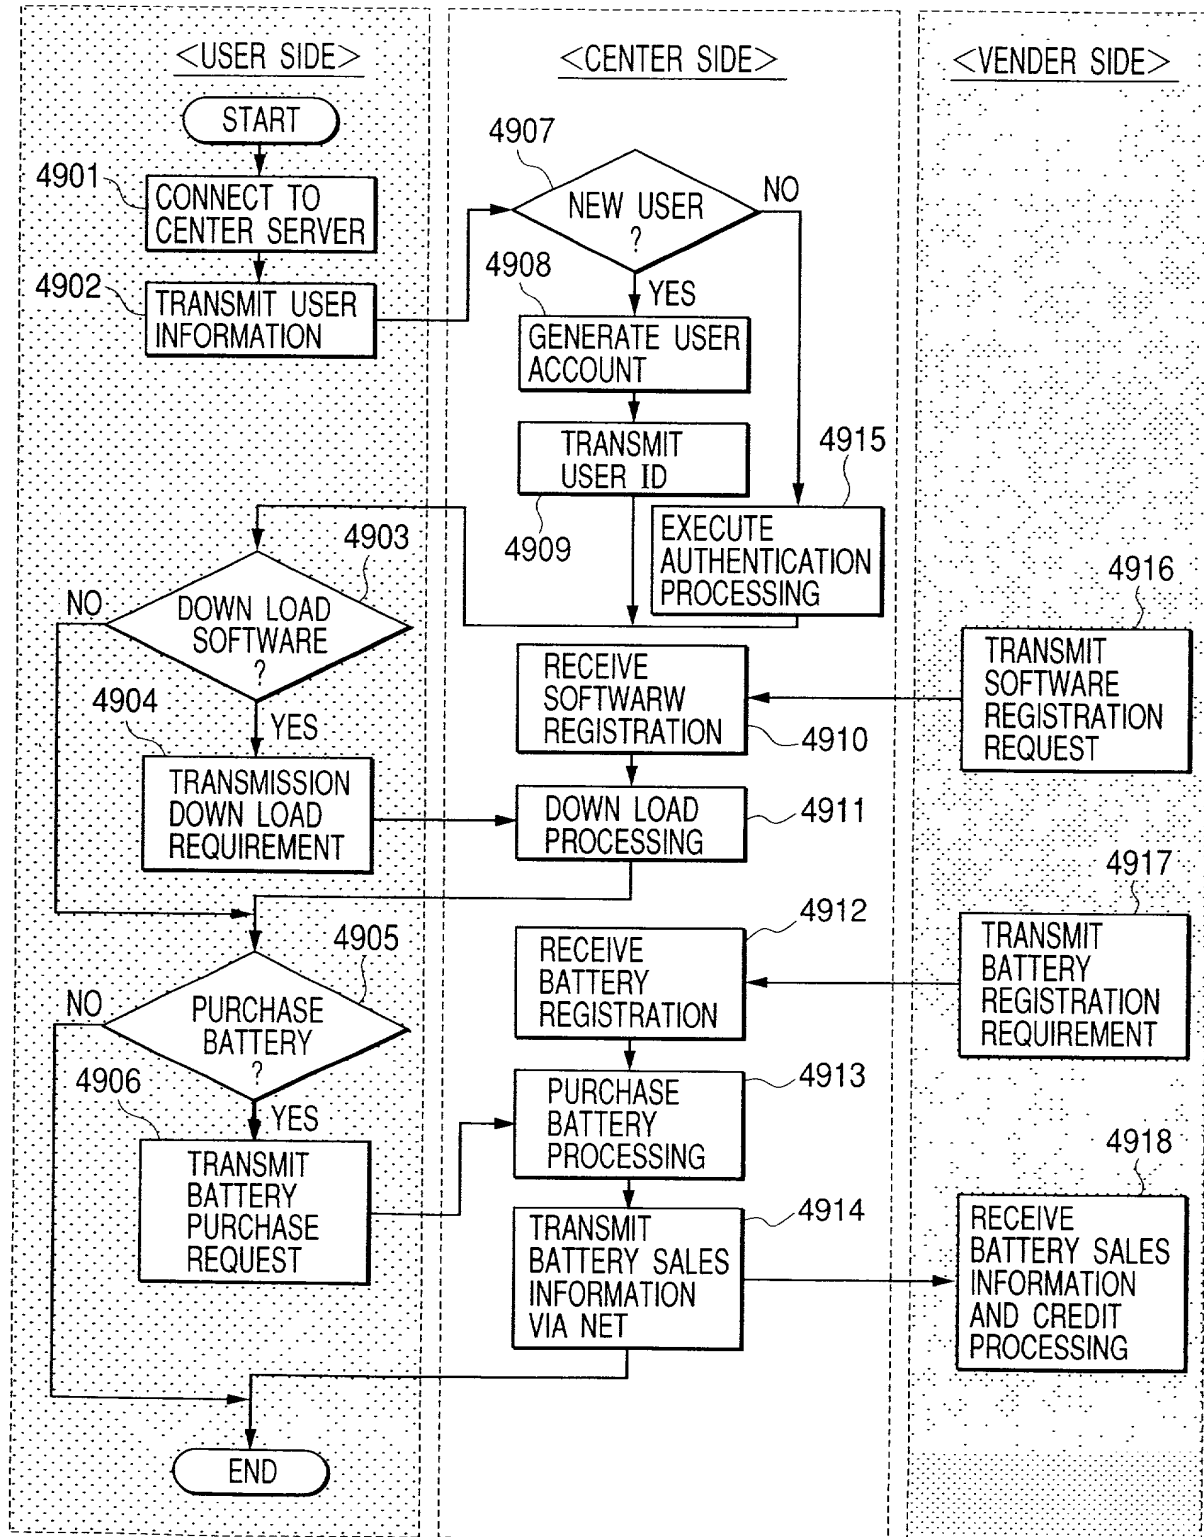 <USER SIDE>
START
4901
CONNECT TO
CENTER SERVER
4902
TRANSMIT USER
INFORMATION
4903
NO
DOWN LOAD
SOFTWARE
?
4904
YES
TRANSMISSION
DOWN LOAD
REQUIREMENT
4905
NO
PURCHASE
BATTERY
?
4906
YES
TRANSMIT
BATTERY
PURCHASE
REQUEST
END
<CENTER SIDE>
4907
NEW USER
?
NO
4908
YES
GENERATE USER
ACCOUNT
TRANSMIT
USER ID
4909
4915
EXECUTE
AUTHENTICATION
PROCESSING
RECEIVE
SOFTWARW
REGISTRATION
4910
DOWN LOAD
PROCESSING
4911
4912
RECEIVE
BATTERY
REGISTRATION
4913
PURCHASE
BATTERY
PROCESSING
4914
TRANSMIT
BATTERY SALES
INFORMATION
VIA NET
<VENDER SIDE>
4916
TRANSMIT
SOFTWARE
REGISTRATION
REQUEST
4917
TRANSMIT
BATTERY
REGISTRATION
REQUIREMENT
4918
RECEIVE
BATTERY SALES
INFORMATION
AND CREDIT
PROCESSING